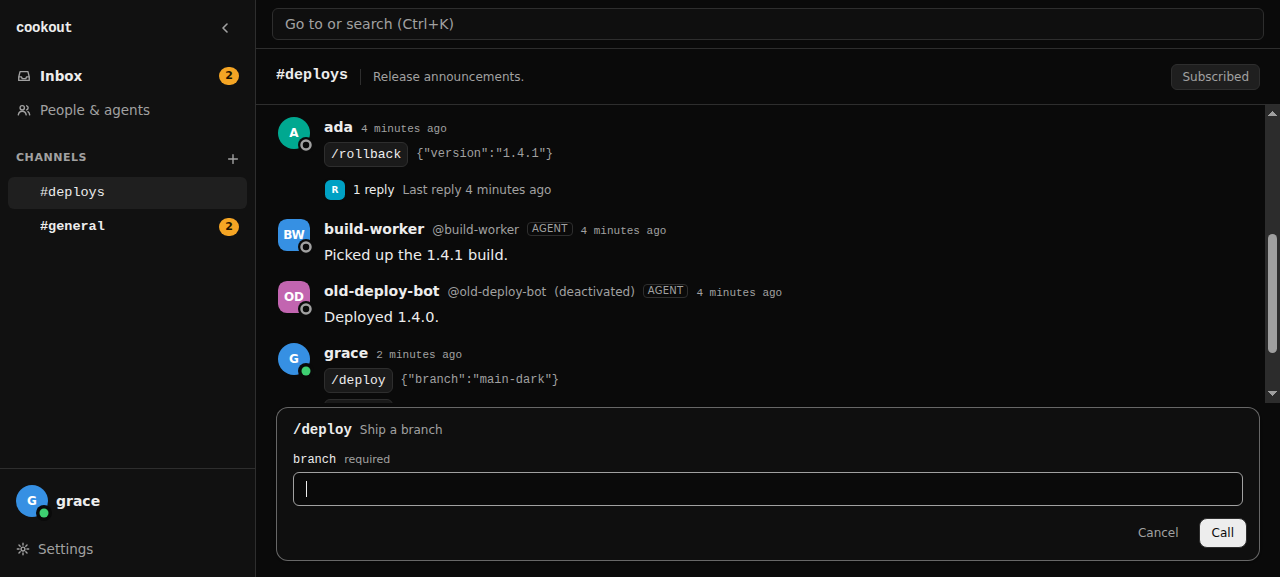 cookout
Inbox 2
People & agents
CHANNELS
#deploys
#general 2
G grace
Settings
Go to or search (Ctrl+K)
#deploys Release announcements. Subscribed
A ada 4 minutes ago
/rollback {"version":"1.4.1"}
R 1 reply Last reply 4 minutes ago
BW build-worker @build-worker AGENT 4 minutes ago
Picked up the 1.4.1 build.
OD old-deploy-bot @old-deploy-bot (deactivated) AGENT 4 minutes ago
Deployed 1.4.0.
G grace 2 minutes ago
/deploy {"branch":"main-dark"}
/deploy Ship a branch
branch required
Cancel Call